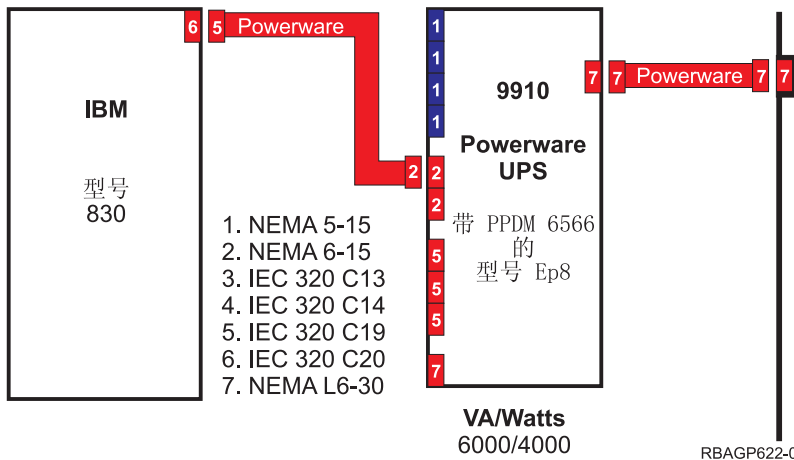 6
5
Powerware
IBM
型号
830
1
1
1
1
2
2
2
5
5
5
7
9910
Powerware
UPS
带 PPDM 6566
的
型号 Ep8
7
7
Powerware
7
7
1. NEMA 5-15
2. NEMA 6-15
3. IEC 320 C13
4. IEC 320 C14
5. IEC 320 C19
6. IEC 320 C20
7. NEMA L6-30
VA/Watts
6000/4000
RBAGP622-0